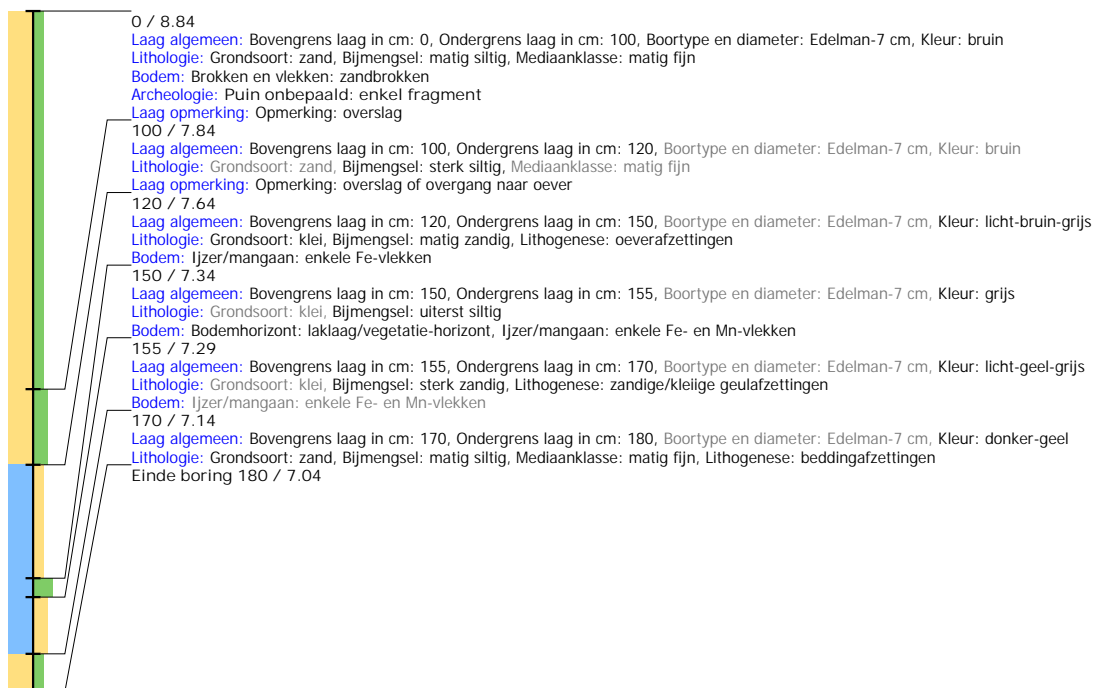 0 / 8.84
Laag algemeen: Bovengrens laag in cm: 0, Ondergrens laag in cm: 100, Boortype en diameter: Edelman-7 cm, Kleur: bruin
Lithologie: Grondsoort: zand, Bijmengsel: matig siltig, Mediaanklasse: matig fijn
Bodem: Brokken en vlekken: zandbrokken
Archeologie: Puin onbepaald: enkel fragment
Laag opmerking: Opmerking: overslag
100 / 7.84
Laag algemeen: Bovengrens laag in cm: 100, Ondergrens laag in cm: 120, Boortype en diameter: Edelman-7 cm, Kleur: bruin
Lithologie: Grondsoort: zand, Bijmengsel: sterk siltig, Mediaanklasse: matig fijn
Laag opmerking: Opmerking: overslag of overgang naar oever
120 / 7.64
Laag algemeen: Bovengrens laag in cm: 120, Ondergrens laag in cm: 150, Boortype en diameter: Edelman-7 cm, Kleur: licht-bruin-grijs
Lithologie: Grondsoort: klei, Bijmengsel: matig zandig, Lithogenese: oeverafzettingen
Bodem: Ijzer/mangaan: enkele Fe-vlekken
150 / 7.34
Laag algemeen: Bovengrens laag in cm: 150, Ondergrens laag in cm: 155, Boortype en diameter: Edelman-7 cm, Kleur: grijs
Lithologie: Grondsoort: klei, Bijmengsel: uiterst siltig
Bodem: Bodemhorizont: laklaag/vegetatie-horizont, Ijzer/mangaan: enkele Fe- en Mn-vlekken
155 / 7.29
Laag algemeen: Bovengrens laag in cm: 155, Ondergrens laag in cm: 170, Boortype en diameter: Edelman-7 cm, Kleur: licht-geel-grijs
Lithologie: Grondsoort: klei, Bijmengsel: sterk zandig, Lithogenese: zandige/kleiige geulafzettingen
Bodem: Ijzer/mangaan: enkele Fe- en Mn-vlekken
170 / 7.14
Laag algemeen: Bovengrens laag in cm: 170, Ondergrens laag in cm: 180, Boortype en diameter: Edelman-7 cm, Kleur: donker-geel
Lithologie: Grondsoort: zand, Bijmengsel: matig siltig, Mediaanklasse: matig fijn, Lithogenese: beddingafzettingen
Einde boring 180 / 7.04